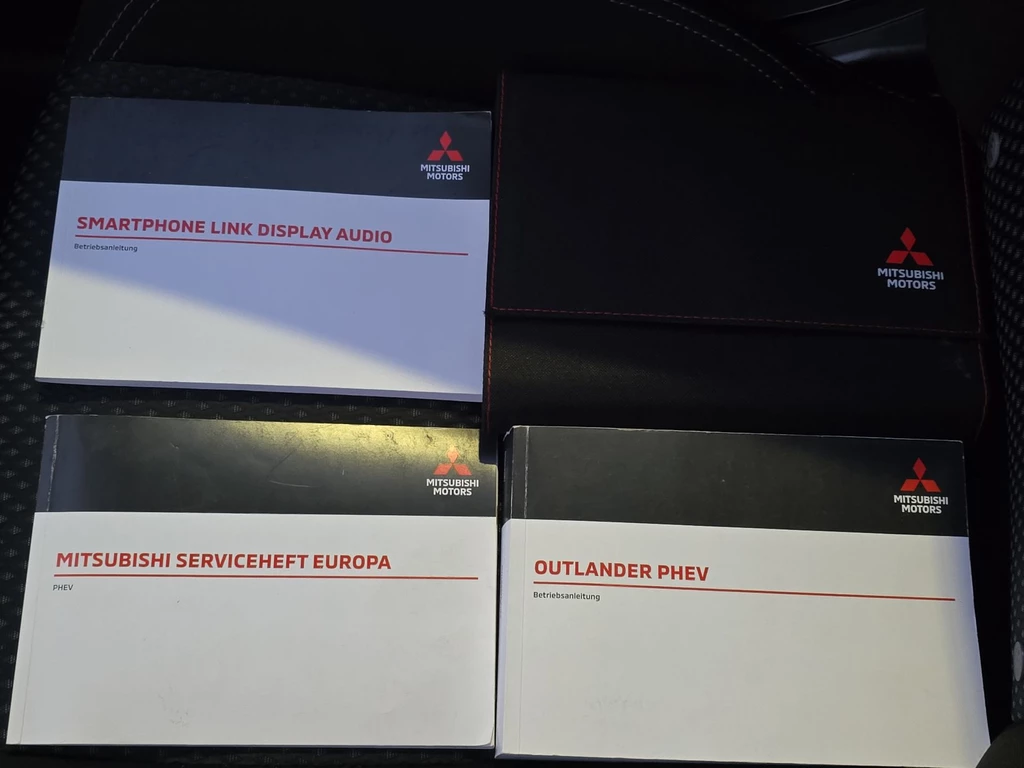 MITSUBISHI
MOTORS
SMARTPHONE LINK DISPLAY AUDIO
Betriebsanleitung
MITSUBISHI
MOTORS
MITSUBISHI
MOTORS
MITSUBISHI SERVICEHEFT EUROPA
PHEV
MITSUBISHI
MOTORS
OUTLANDER PHEV
Betriebsanleitung